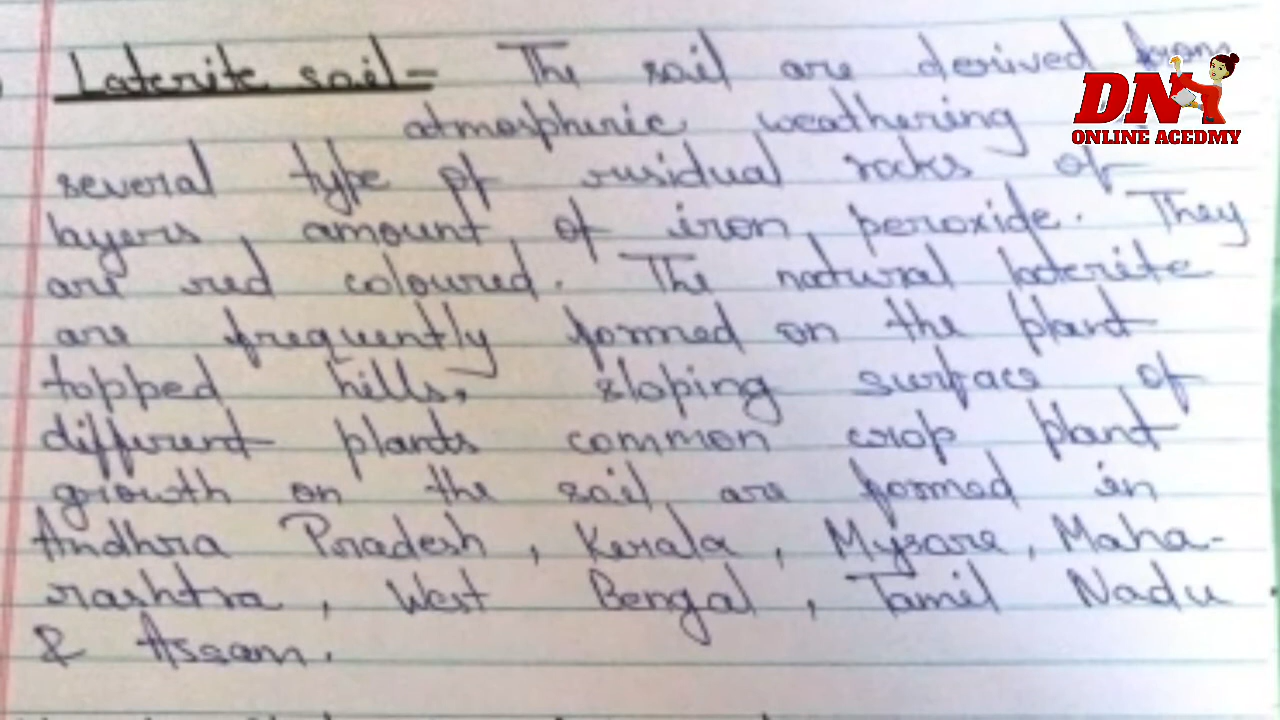 Laterite soil- The soil are derived from
atmospheric weathering
several type of residual rocks of
layers, amount, of iron, peroxide. They
are red coloured. The natural laterite
are frequently formed on the plant
topped hills, sloping surface of
different plants common crop plant
growth on the soil are formed in
Andhra Pradesh, Kerala, Mysore, Maha-
rashtra, West Bengal, Tamil Nadu
& Assam.
DN
ONLINE ACEDMY